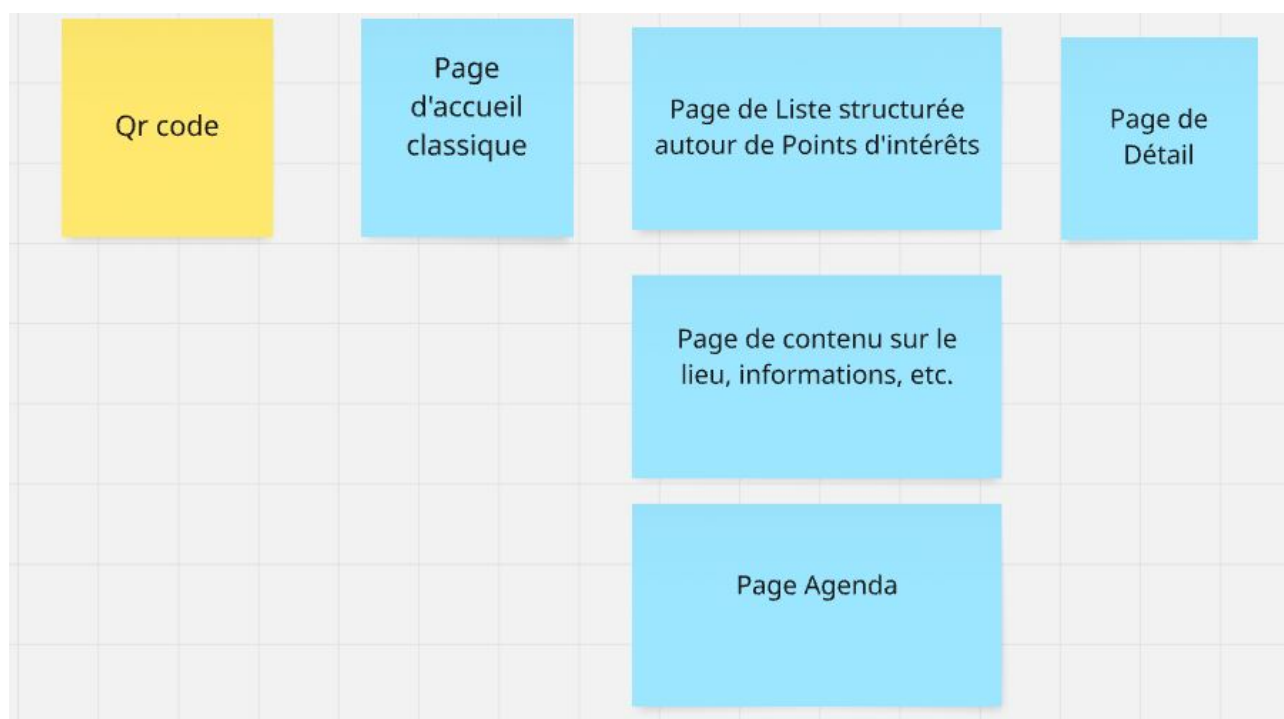 Qr code
Page
d'accueil
classique
Page de Liste structurée
autour de Points d'intérêts
Page de
Détail
Page de contenu sur le
lieu, informations, etc.
Page Agenda